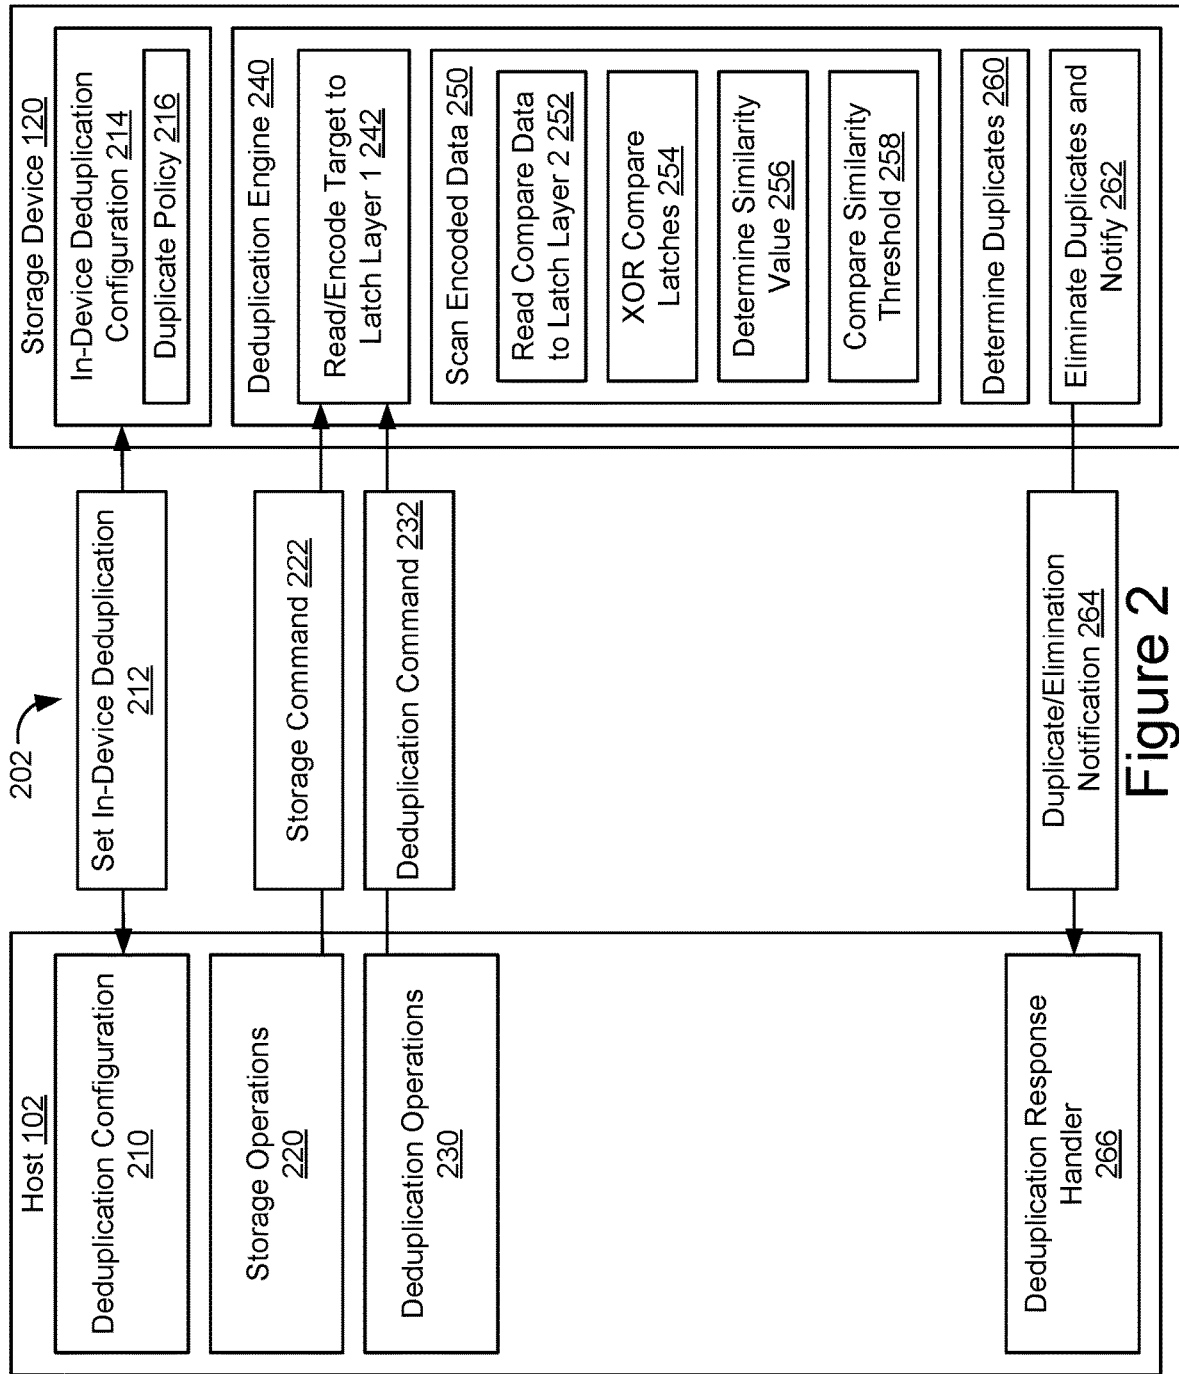 202
Host 102
Deduplication Configuration
210
Storage Operations
220
Deduplication Operations
230
Deduplication Response
Handler
266
Set In-Device Deduplication
212
Storage Command 222
Deduplication Command 232
Duplicate/Elimination
Notification 264
Storage Device 120
In-Device Deduplication
Configuration 214
Duplicate Policy 216
Deduplication Engine 240
Read/Encode Target to
Latch Layer 1 242
Scan Encoded Data 250
Read Compare Data
to Latch Layer 2 252
XOR Compare
Latches 254
Determine Similarity
Value 256
Compare Similarity
Threshold 258
Determine Duplicates 260
Eliminate Duplicates and
Notify 262
Figure 2